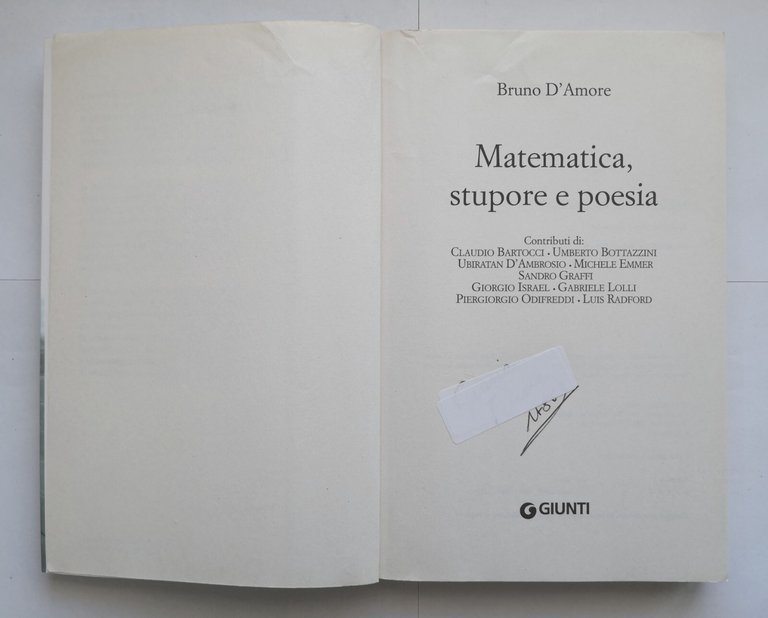 Bruno D'Amore
Matematica,
stupore e poesia
Contributi di:
CLAUDIO BARTOCCI • UMBERTO BOTTAZZINI
UBIRATAN D'AMBROSIO • MICHELE EMMER
SANDRO GRAFFI
GIORGIO ISRAEL • GABRIELE LOLLI
PIERGIORGIO ODIFREDDI • LUIS RADFORD
GIUNTI